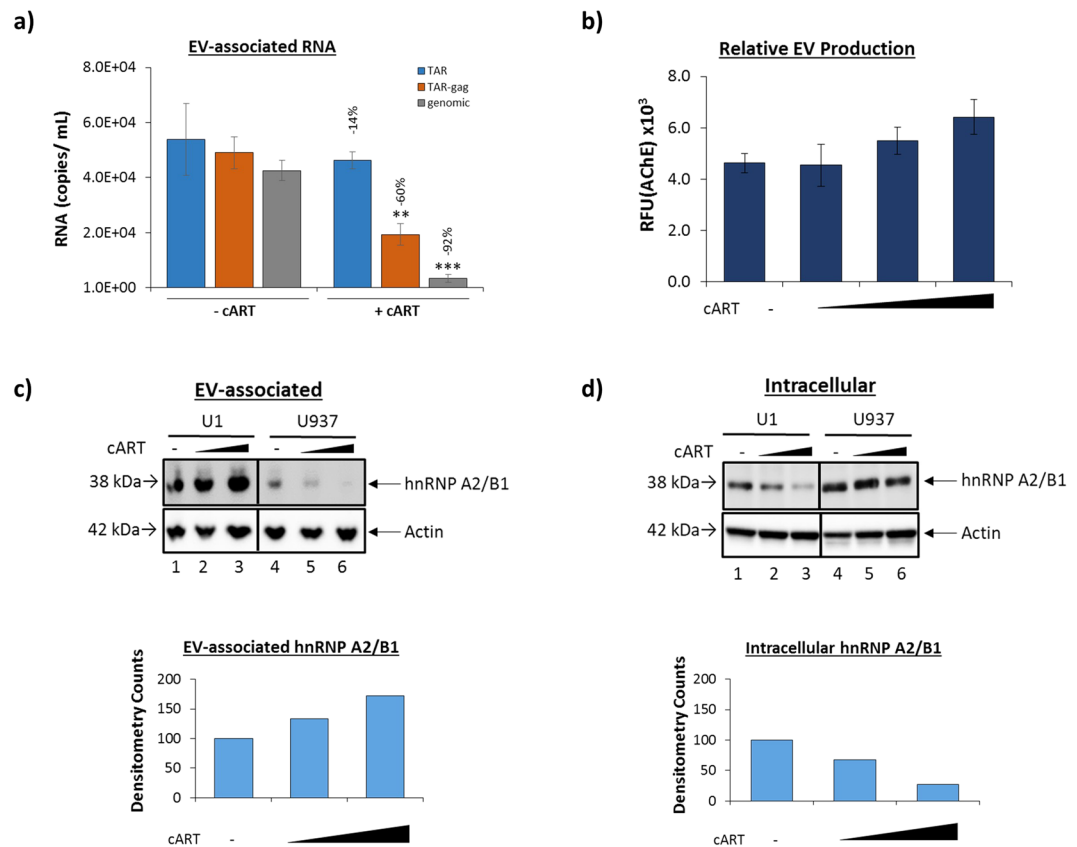 a)
EV-associated RNA
RNA (copies/ mL)
8.0E+04
6.0E+04
4.0E+04
2.0E+04
1.0E+00
TAR
TAR-gag
genomic
-14%
-60%
**
-92%
***
- cART
+ cART
b)
Relative EV Production
RFU(AchE) x10³
8.0
6.0
4.0
2.0
0.0
cART -
c)
EV-associated
U1 U937
cART - -
38 kDa→ ←hnRNP A2/B1
42 kDa→ ←Actin
1 2 3 4 5 6
EV-associated hnRNP A2/B1
Densitometry Counts
200
150
100
50
0
cART -
d)
Intracellular
U1 U937
cART - -
38 kDa→ ←hnRNP A2/B1
42 kDa→ ←Actin
1 2 3 4 5 6
Intracellular hnRNP A2/B1
Densitometry Counts
200
150
100
50
0
cART -